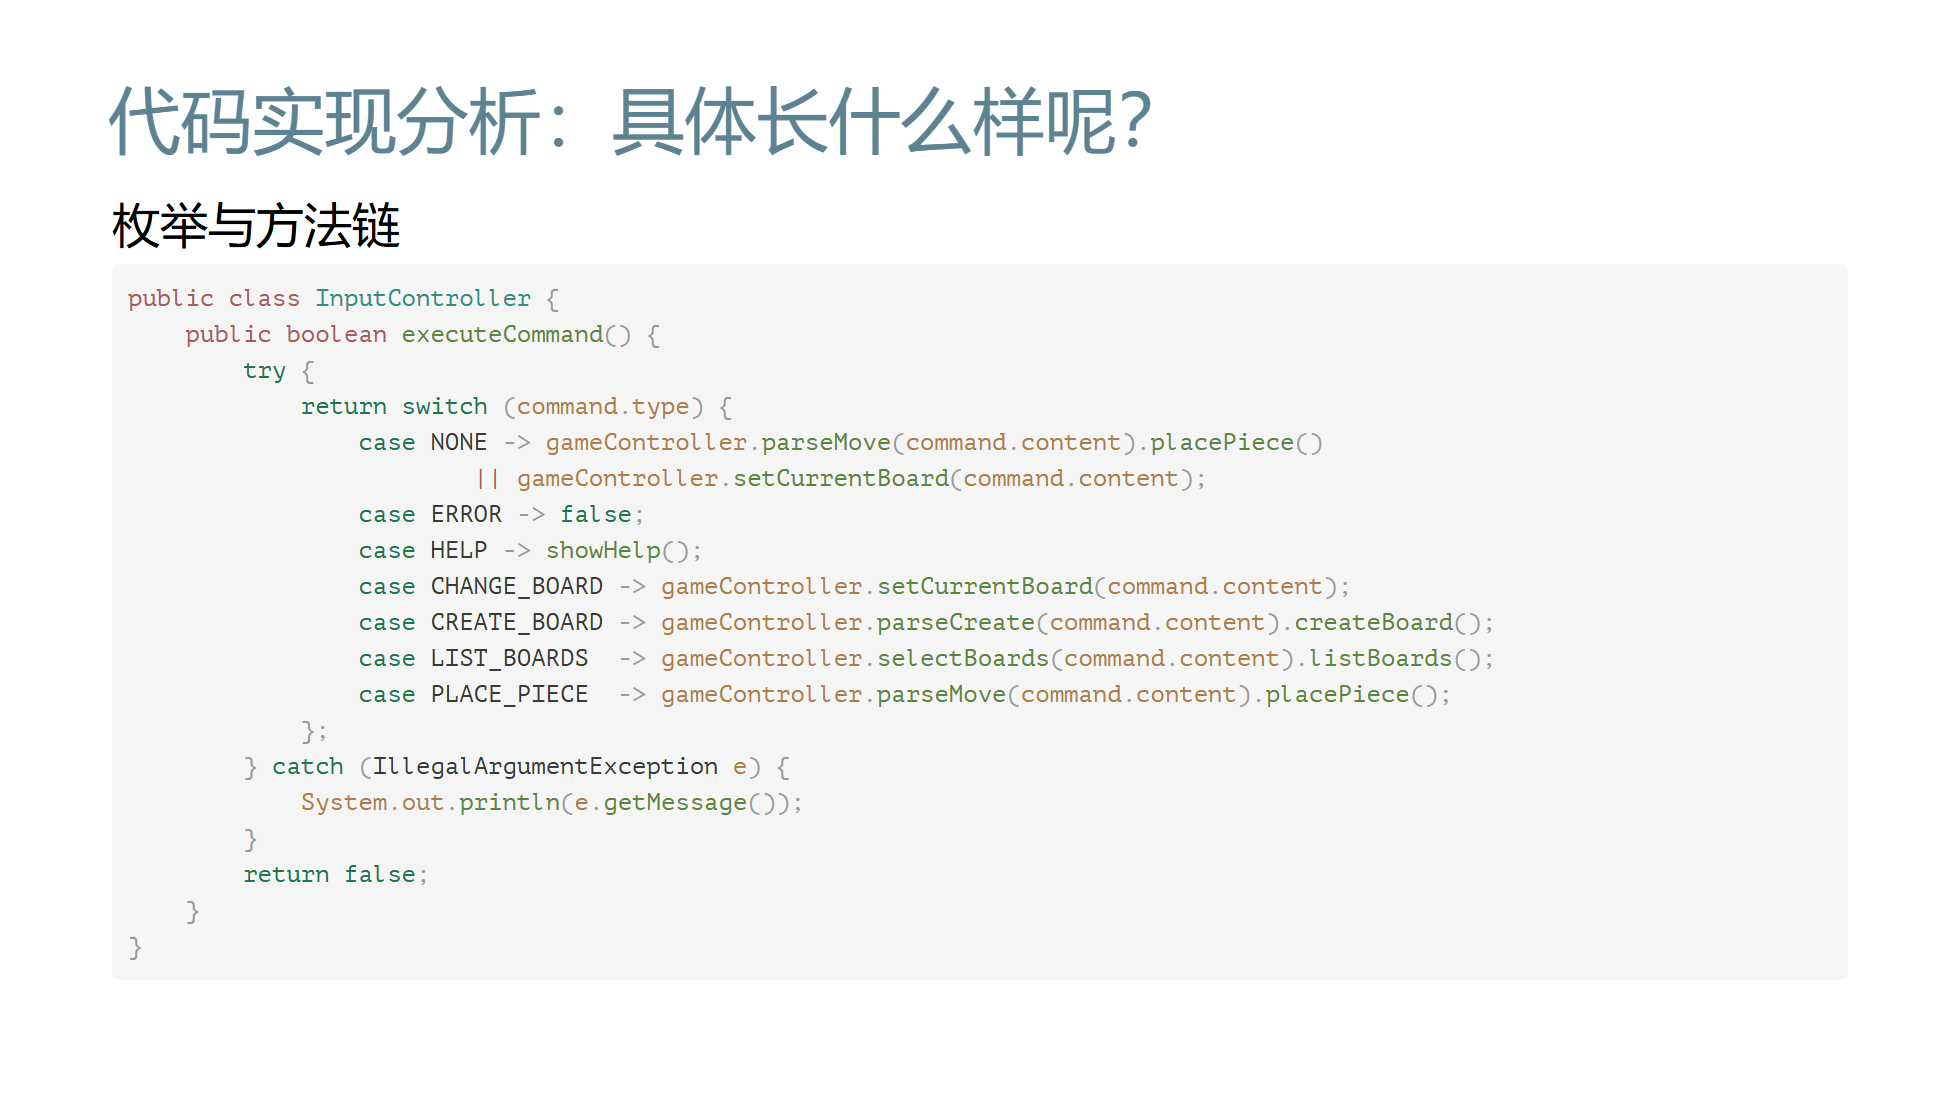 代码实现分析：具体长什么样呢？
枚举与方法链
public class InputController {
    public boolean executeCommand() {
        try {
            return switch (command.type) {
                case NONE -> gameController.parseMove(command.content).placePiece()
                        || gameController.setCurrentBoard(command.content);
                case ERROR -> false;
                case HELP -> showHelp();
                case CHANGE_BOARD -> gameController.setCurrentBoard(command.content);
                case CREATE_BOARD -> gameController.parseCreate(command.content).createBoard();
                case LIST_BOARDS  -> gameController.selectBoards(command.content).listBoards();
                case PLACE_PIECE  -> gameController.parseMove(command.content).placePiece();
            };
        } catch (IllegalArgumentException e) {
            System.out.println(e.getMessage());
        }
        return false;
    }
}